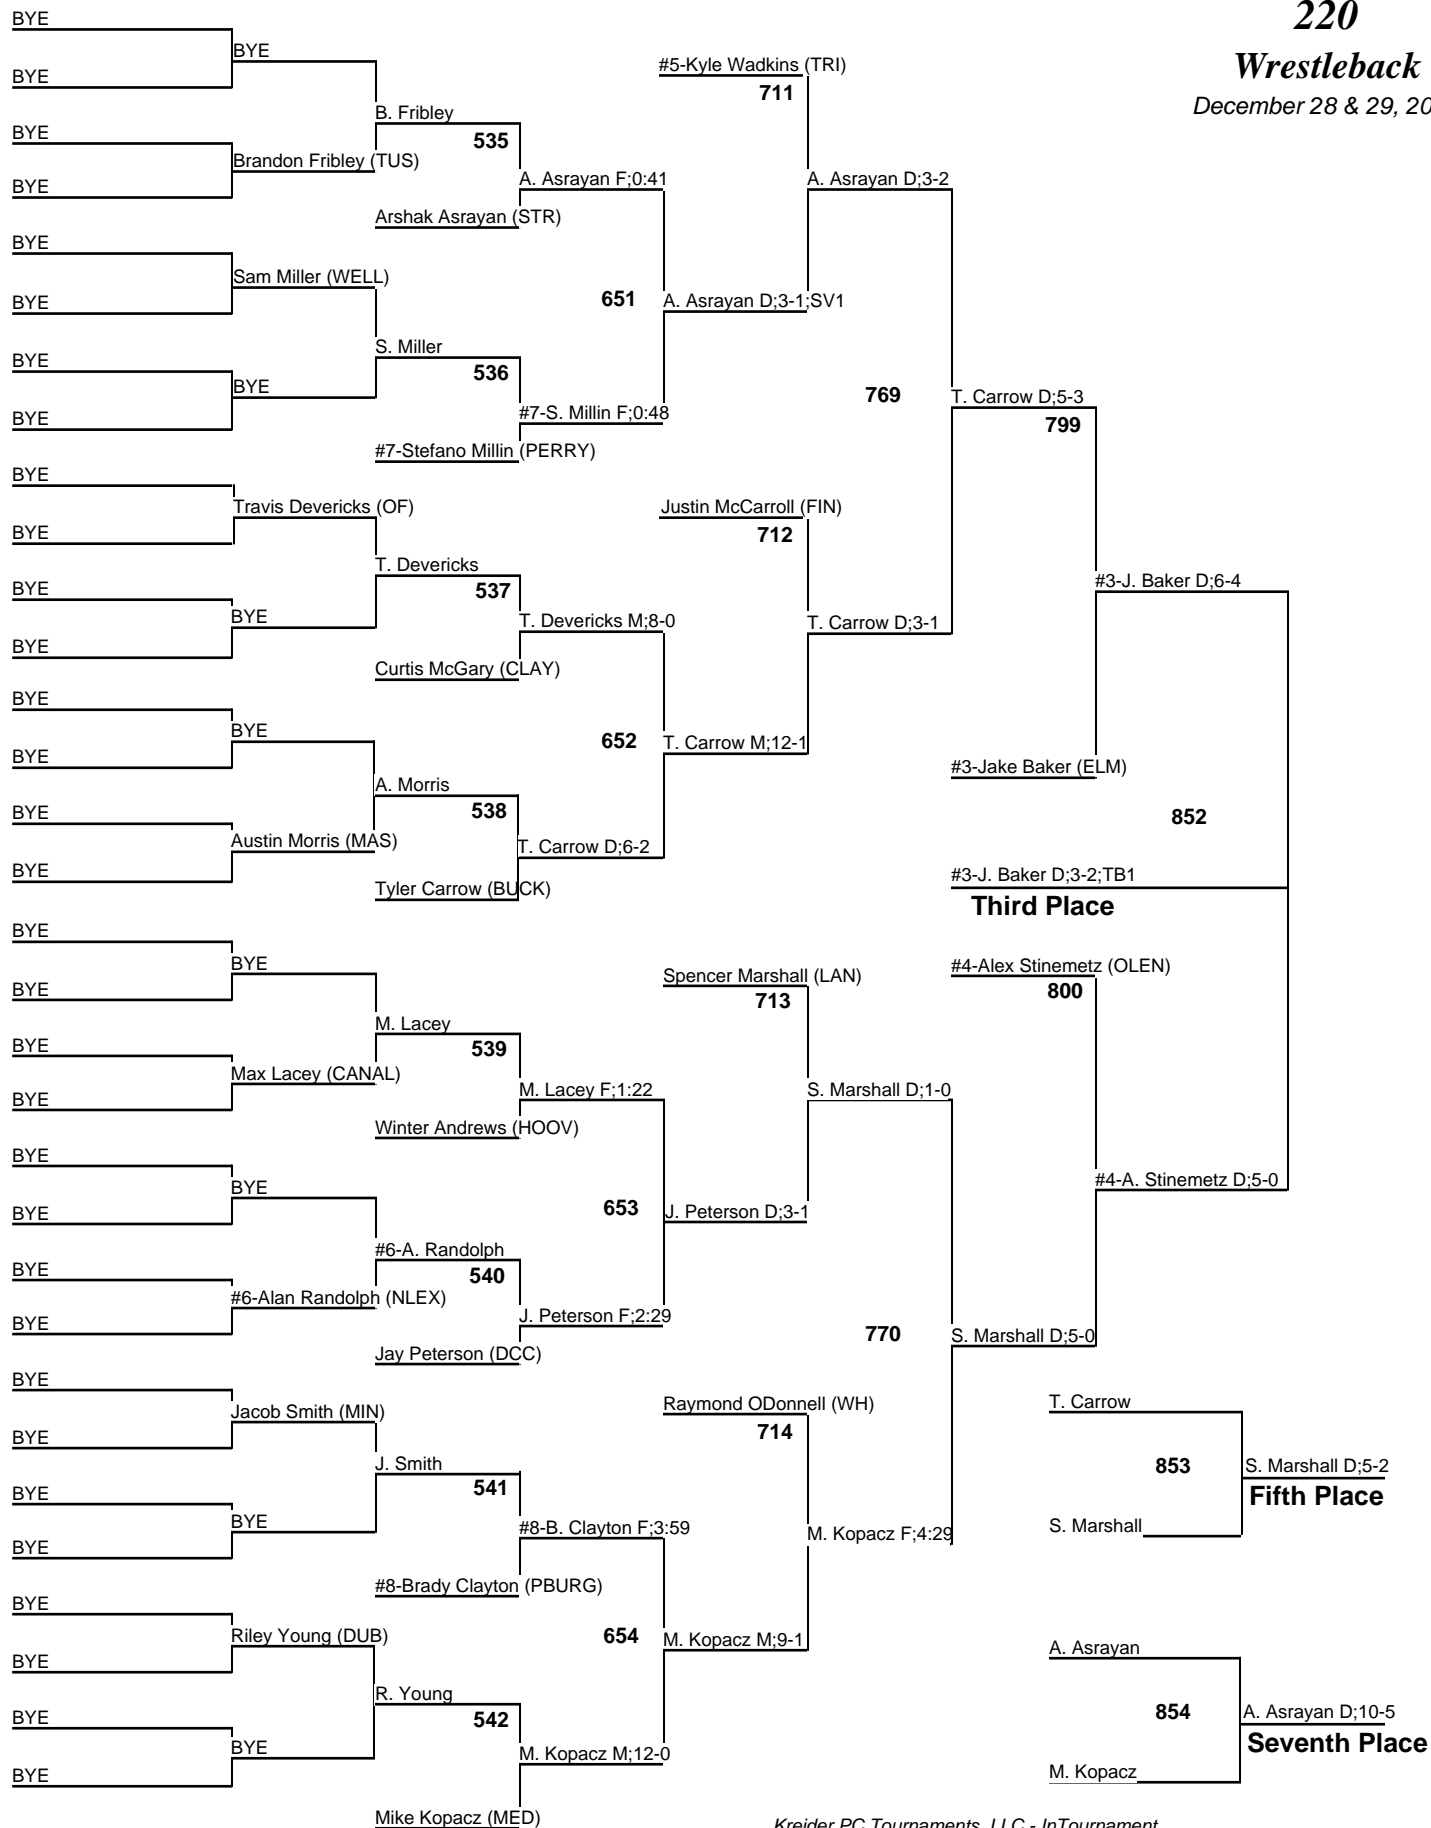 220
Wrestleback
December 28 & 29, 20
BYE
BYE
BYE
#5-Kyle Wadkins (TRI)
711
B. Fribley
535
BYE
Brandon Fribley (TUS)
BYE
A. Asrayan F;0:41
A. Asrayan D;3-2
Arshak Asrayan (STR)
BYE
Sam Miller (WELL)
BYE
651
A. Asrayan D;3-1;SV1
S. Miller
536
BYE
BYE
BYE
769
T. Carrow D;5-3
799
#7-S. Millin F;0:48
#7-Stefano Millin (PERRY)
BYE
Travis Devericks (OF)
BYE
Justin McCarroll (FIN)
712
T. Devericks
537
BYE
BYE
BYE
#3-J. Baker D;6-4
T. Devericks M;8-0
T. Carrow D;3-1
Curtis McGary (CLAY)
BYE
BYE
BYE
652
T. Carrow M;12-1
#3-Jake Baker (ELM)
A. Morris
538
BYE
Austin Morris (MAS)
BYE
852
T. Carrow D;6-2
Tyler Carrow (BUCK)
#3-J. Baker D;3-2;TB1
Third Place
BYE
BYE
BYE
Spencer Marshall (LAN)
713
#4-Alex Stinemetz (OLEN)
800
M. Lacey
539
BYE
Max Lacey (CANAL)
BYE
M. Lacey F;1:22
S. Marshall D;1-0
Winter Andrews (HOOV)
BYE
BYE
BYE
653
J. Peterson D;3-1
#4-A. Stinemetz D;5-0
#6-A. Randolph
540
BYE
#6-Alan Randolph (NLEX)
BYE
J. Peterson F;2:29
770
S. Marshall D;5-0
Jay Peterson (DCC)
BYE
Jacob Smith (MIN)
BYE
Raymond ODonnell (WH)
714
T. Carrow
J. Smith
541
853
S. Marshall D;5-2
Fifth Place
BYE
BYE
BYE
#8-B. Clayton F;3:59
M. Kopacz F;4:29
S. Marshall
#8-Brady Clayton (PBURG)
BYE
Riley Young (DUB)
BYE
654
M. Kopacz M;9-1
A. Asrayan
R. Young
542
BYE
BYE
BYE
854
A. Asrayan D;10-5
Seventh Place
M. Kopacz M;12-0
M. Kopacz
Mike Kopacz (MED)
Kreider PC Tournaments, LLC - InTournament